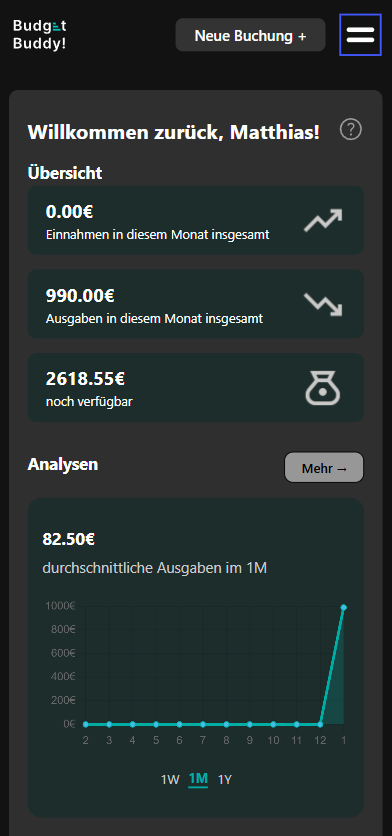 Budget
Buddy!
Neue Buchung +
Willkommen zurück, Matthias!
?
Übersicht
0.00€
Einnahmen in diesem Monat insgesamt
990.00€
Ausgaben in diesem Monat insgesamt
2618.55€
noch verfügbar
Analysen
Mehr →
82.50€
durchschnittliche Ausgaben im 1M
1000€
800€
600€
400€
200€
0€
2 3 4 5 6 7 8 9 10 11 12 1
1W 1M 1Y